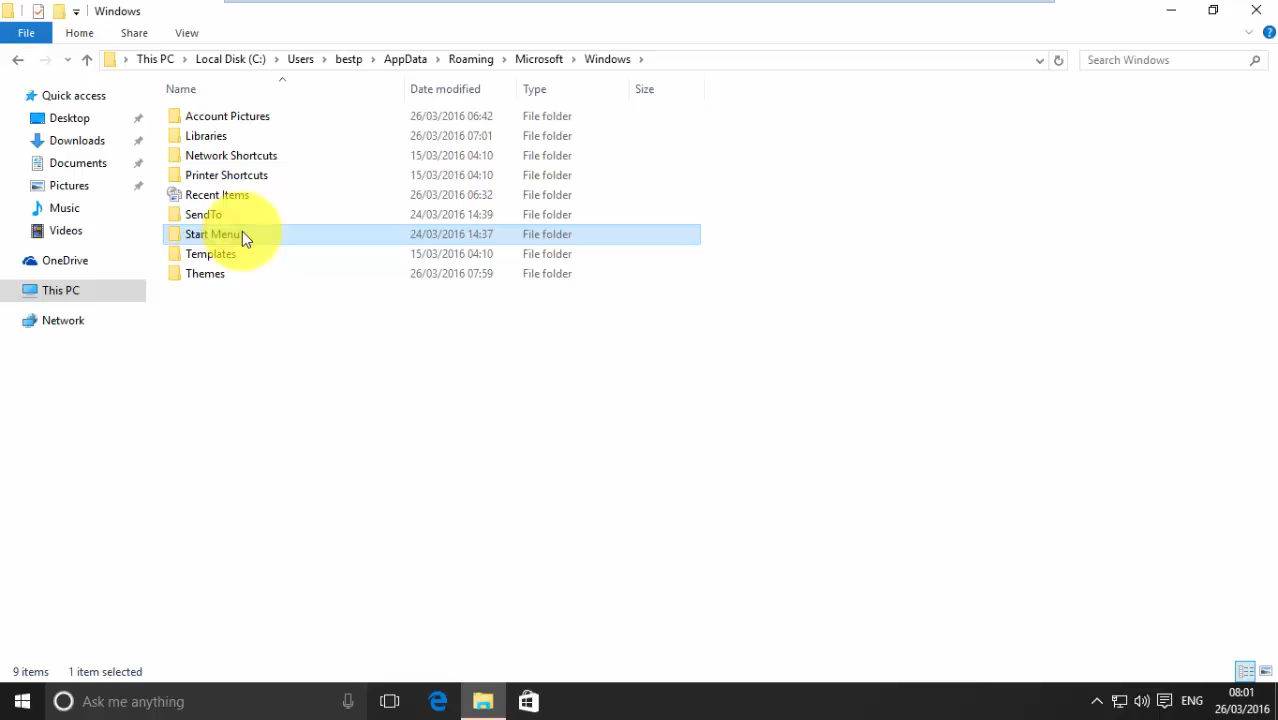 Windows
File Home Share View
This PC Local Disk (C:) Users bestp AppData Roaming Microsoft Windows Search Windows
Name Date modified Type Size
Quick access
Desktop
Downloads
Documents
Pictures
Music
Videos
OneDrive
This PC
Network
Account Pictures 26/03/2016 06:42 File folder
Libraries 26/03/2016 07:01 File folder
Network Shortcuts 15/03/2016 04:10 File folder
Printer Shortcuts 15/03/2016 04:10 File folder
Recent Items 26/03/2016 06:32 File folder
SendTo 24/03/2016 14:39 File folder
Start Menu 24/03/2016 14:37 File folder
Templates 15/03/2016 04:10 File folder
Themes 26/03/2016 07:59 File folder
9 items 1 item selected
Ask me anything ENG 08:01
26/03/2016